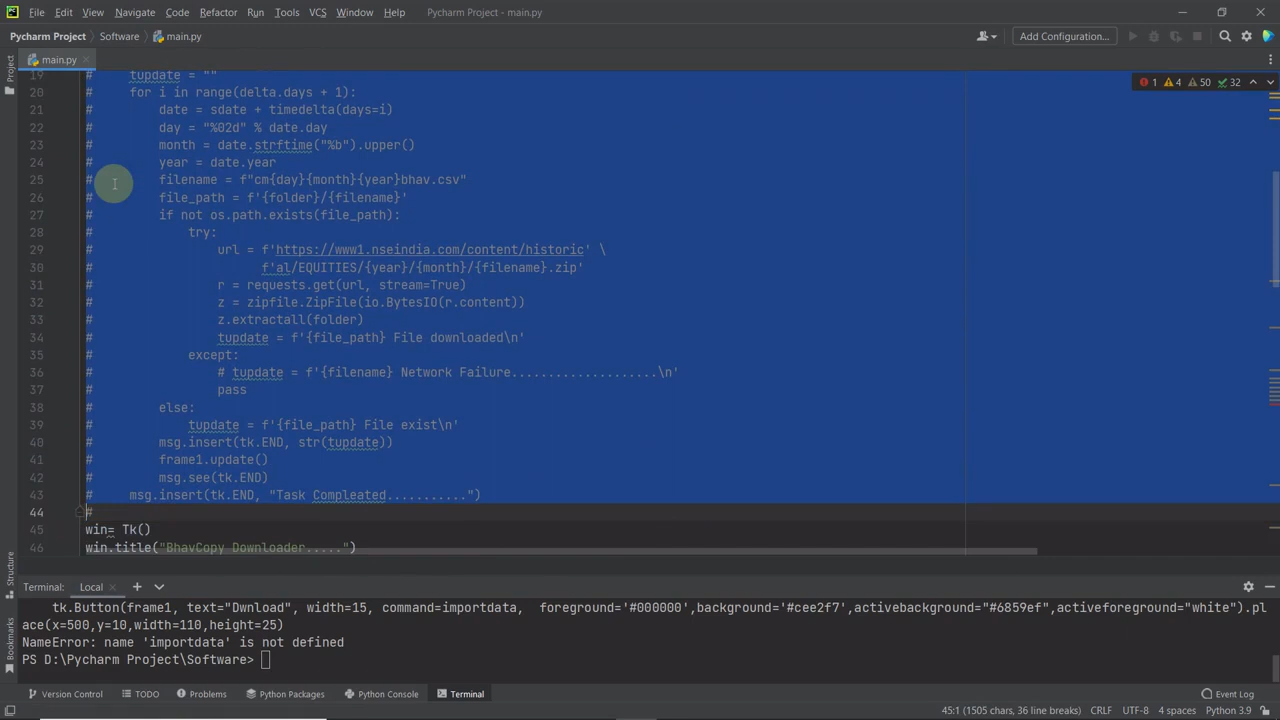 File Edit View Navigate Code Refactor Run Tools VCS Window Help Pycharm Project - main.py
Pycharm Project Software main.py Add Configuration...
Project main.py
1 4 50 32
19 # tupdate = ""
20 # for i in range(delta.days + 1):
21 # date = sdate + timedelta(days=i)
22 # day = "%02d" % date.day
23 # month = date.strftime("%b").upper()
24 # year = date.year
25 # filename = f"cm{day}{month}{year}bhav.csv"
26 # file_path = f'{folder}/{filename}'
27 # if not os.path.exists(file_path):
28 # try:
29 # url = f'https://www1.nseindia.com/content/historic' \
30 # f'al/EQUITIES/{year}/{month}/{filename}.zip'
31 # r = requests.get(url, stream=True)
32 # z = zipfile.ZipFile(io.BytesIO(r.content))
33 # z.extractall(folder)
34 # tupdate = f'{file_path} File downloaded\n'
35 # except:
36 # # tupdate = f'{filename} Network Failure....................\n'
37 # pass
38 # else:
39 # tupdate = f'{file_path} File exist\n'
40 # msg.insert(tk.END, str(tupdate))
41 # frame1.update()
42 # msg.see(tk.END)
43 # msg.insert(tk.END, "Task Compleated...........")
44 #
45 win= Tk()
46 win.title("BhavCopy Downloader.....")
Structure
Bookmarks
Terminal: Local
tk.Button(frame1, text="Dwnload", width=15, command=importdata, foreground='#000000',background='#cee2f7',activebackground="#6859ef",activeforeground="white").pl
ace(x=500,y=10,width=110,height=25)
NameError: name 'importdata' is not defined
PS D:\Pycharm Project\Software>
Version Control TODO Problems Python Packages Python Console Terminal Event Log
45:1 (1505 chars, 36 line breaks) CRLF UTF-8 4 spaces Python 3.9